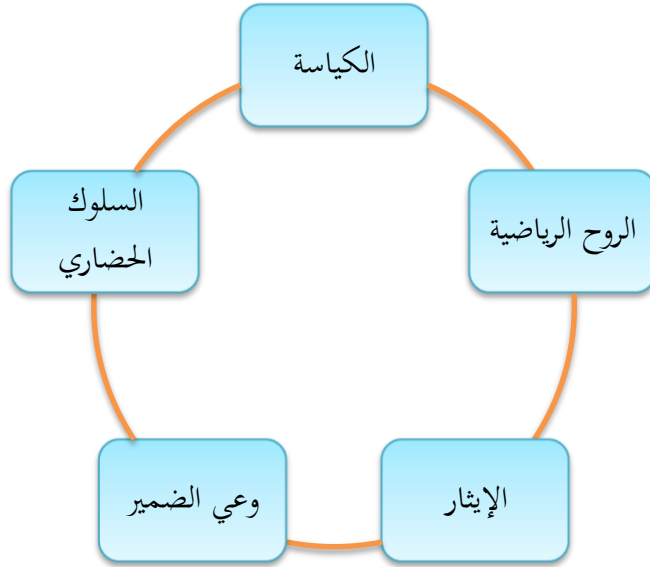 الكياسة
الروح الرياضية
الإيثار
وعي الضمير
السلوك
الحضاري